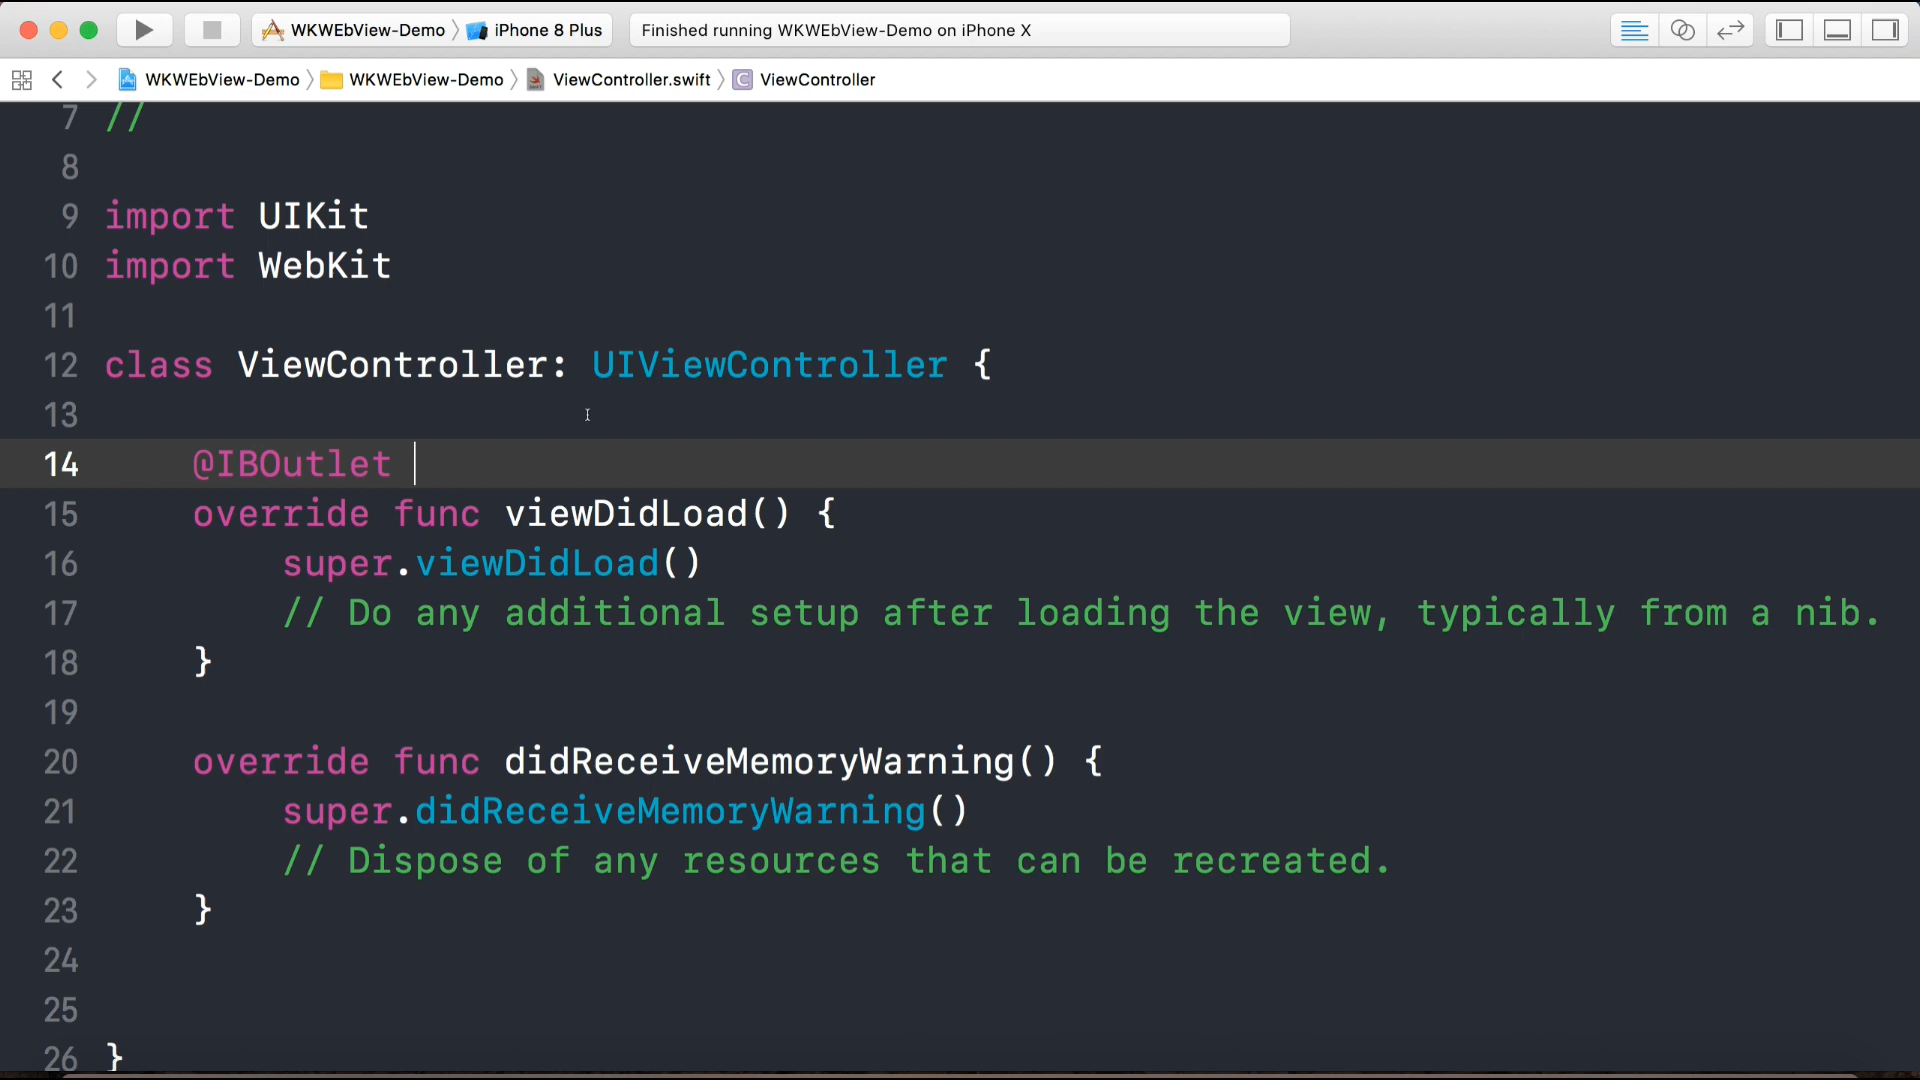 WKWEbView-Demo iPhone 8 Plus Finished running WKWEbView-Demo on iPhone X
WKWEbView-Demo WKWEbView-Demo ViewController.swift C ViewController
7 //
8
9 import UIKit
10 import WebKit
11
12 class ViewController: UIViewController {
13
14 @IBOutlet
15 override func viewDidLoad() {
16 super.viewDidLoad()
17 // Do any additional setup after loading the view, typically from a nib.
18 }
19
20 override func didReceiveMemoryWarning() {
21 super.didReceiveMemoryWarning()
22 // Dispose of any resources that can be recreated.
23 }
24
25
26 }